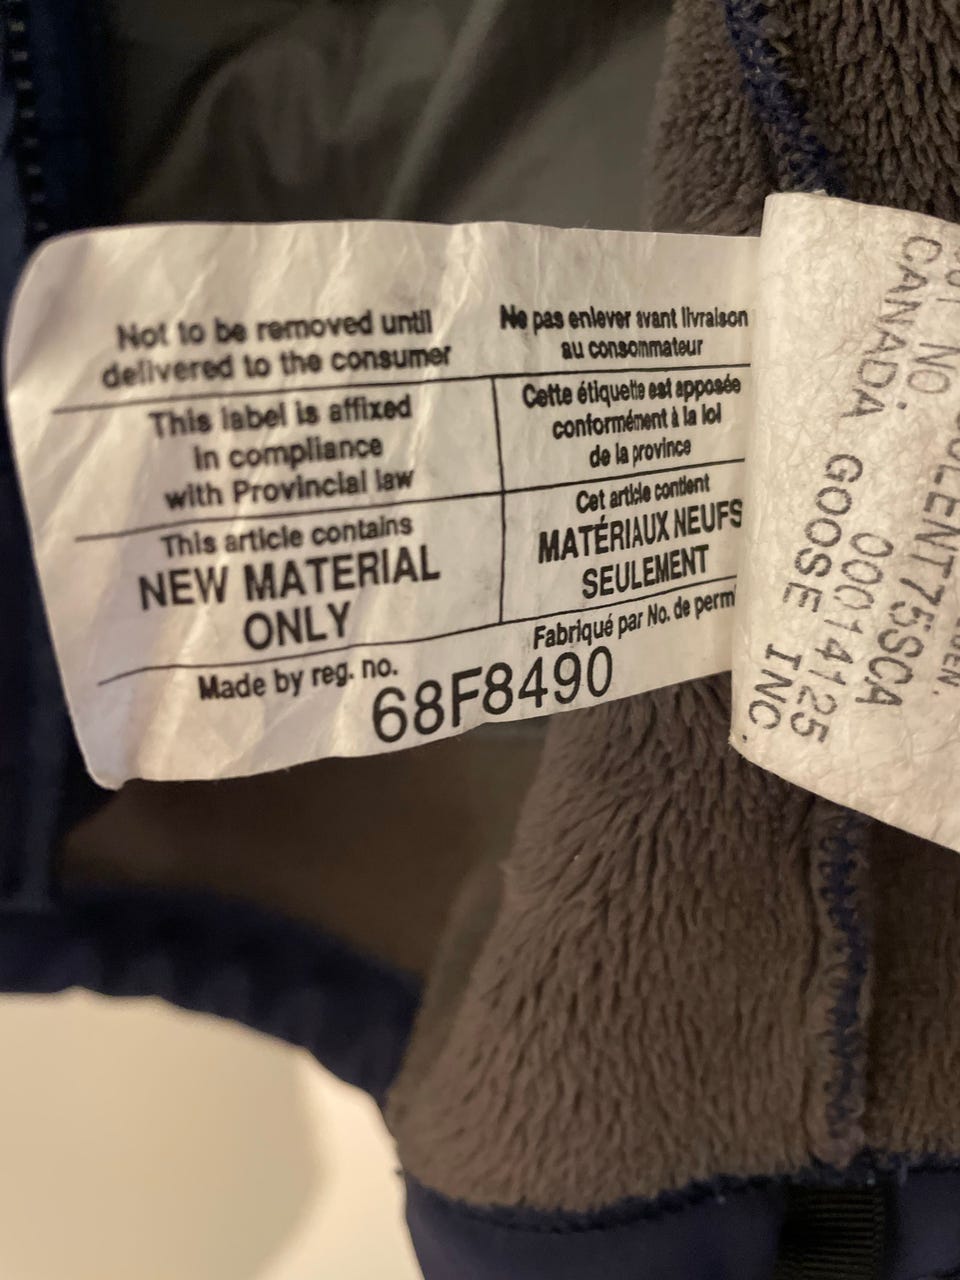 Not to be removed until
delivered to the consumer
Ne pas enlever avant livraison
au consommateur
This label is affixed
in compliance
with Provincial law
Cette étiquette est apposée
conformément à la loi
de la province
This article contains
NEW MATERIAL
ONLY
Cet article contient
MATÉRIAUX NEUFS
SEULEMENT
Made by reg. no.
Fabriqué par No. de perm
68F8490
NO. 00014125
CANADA GOOSE INC.